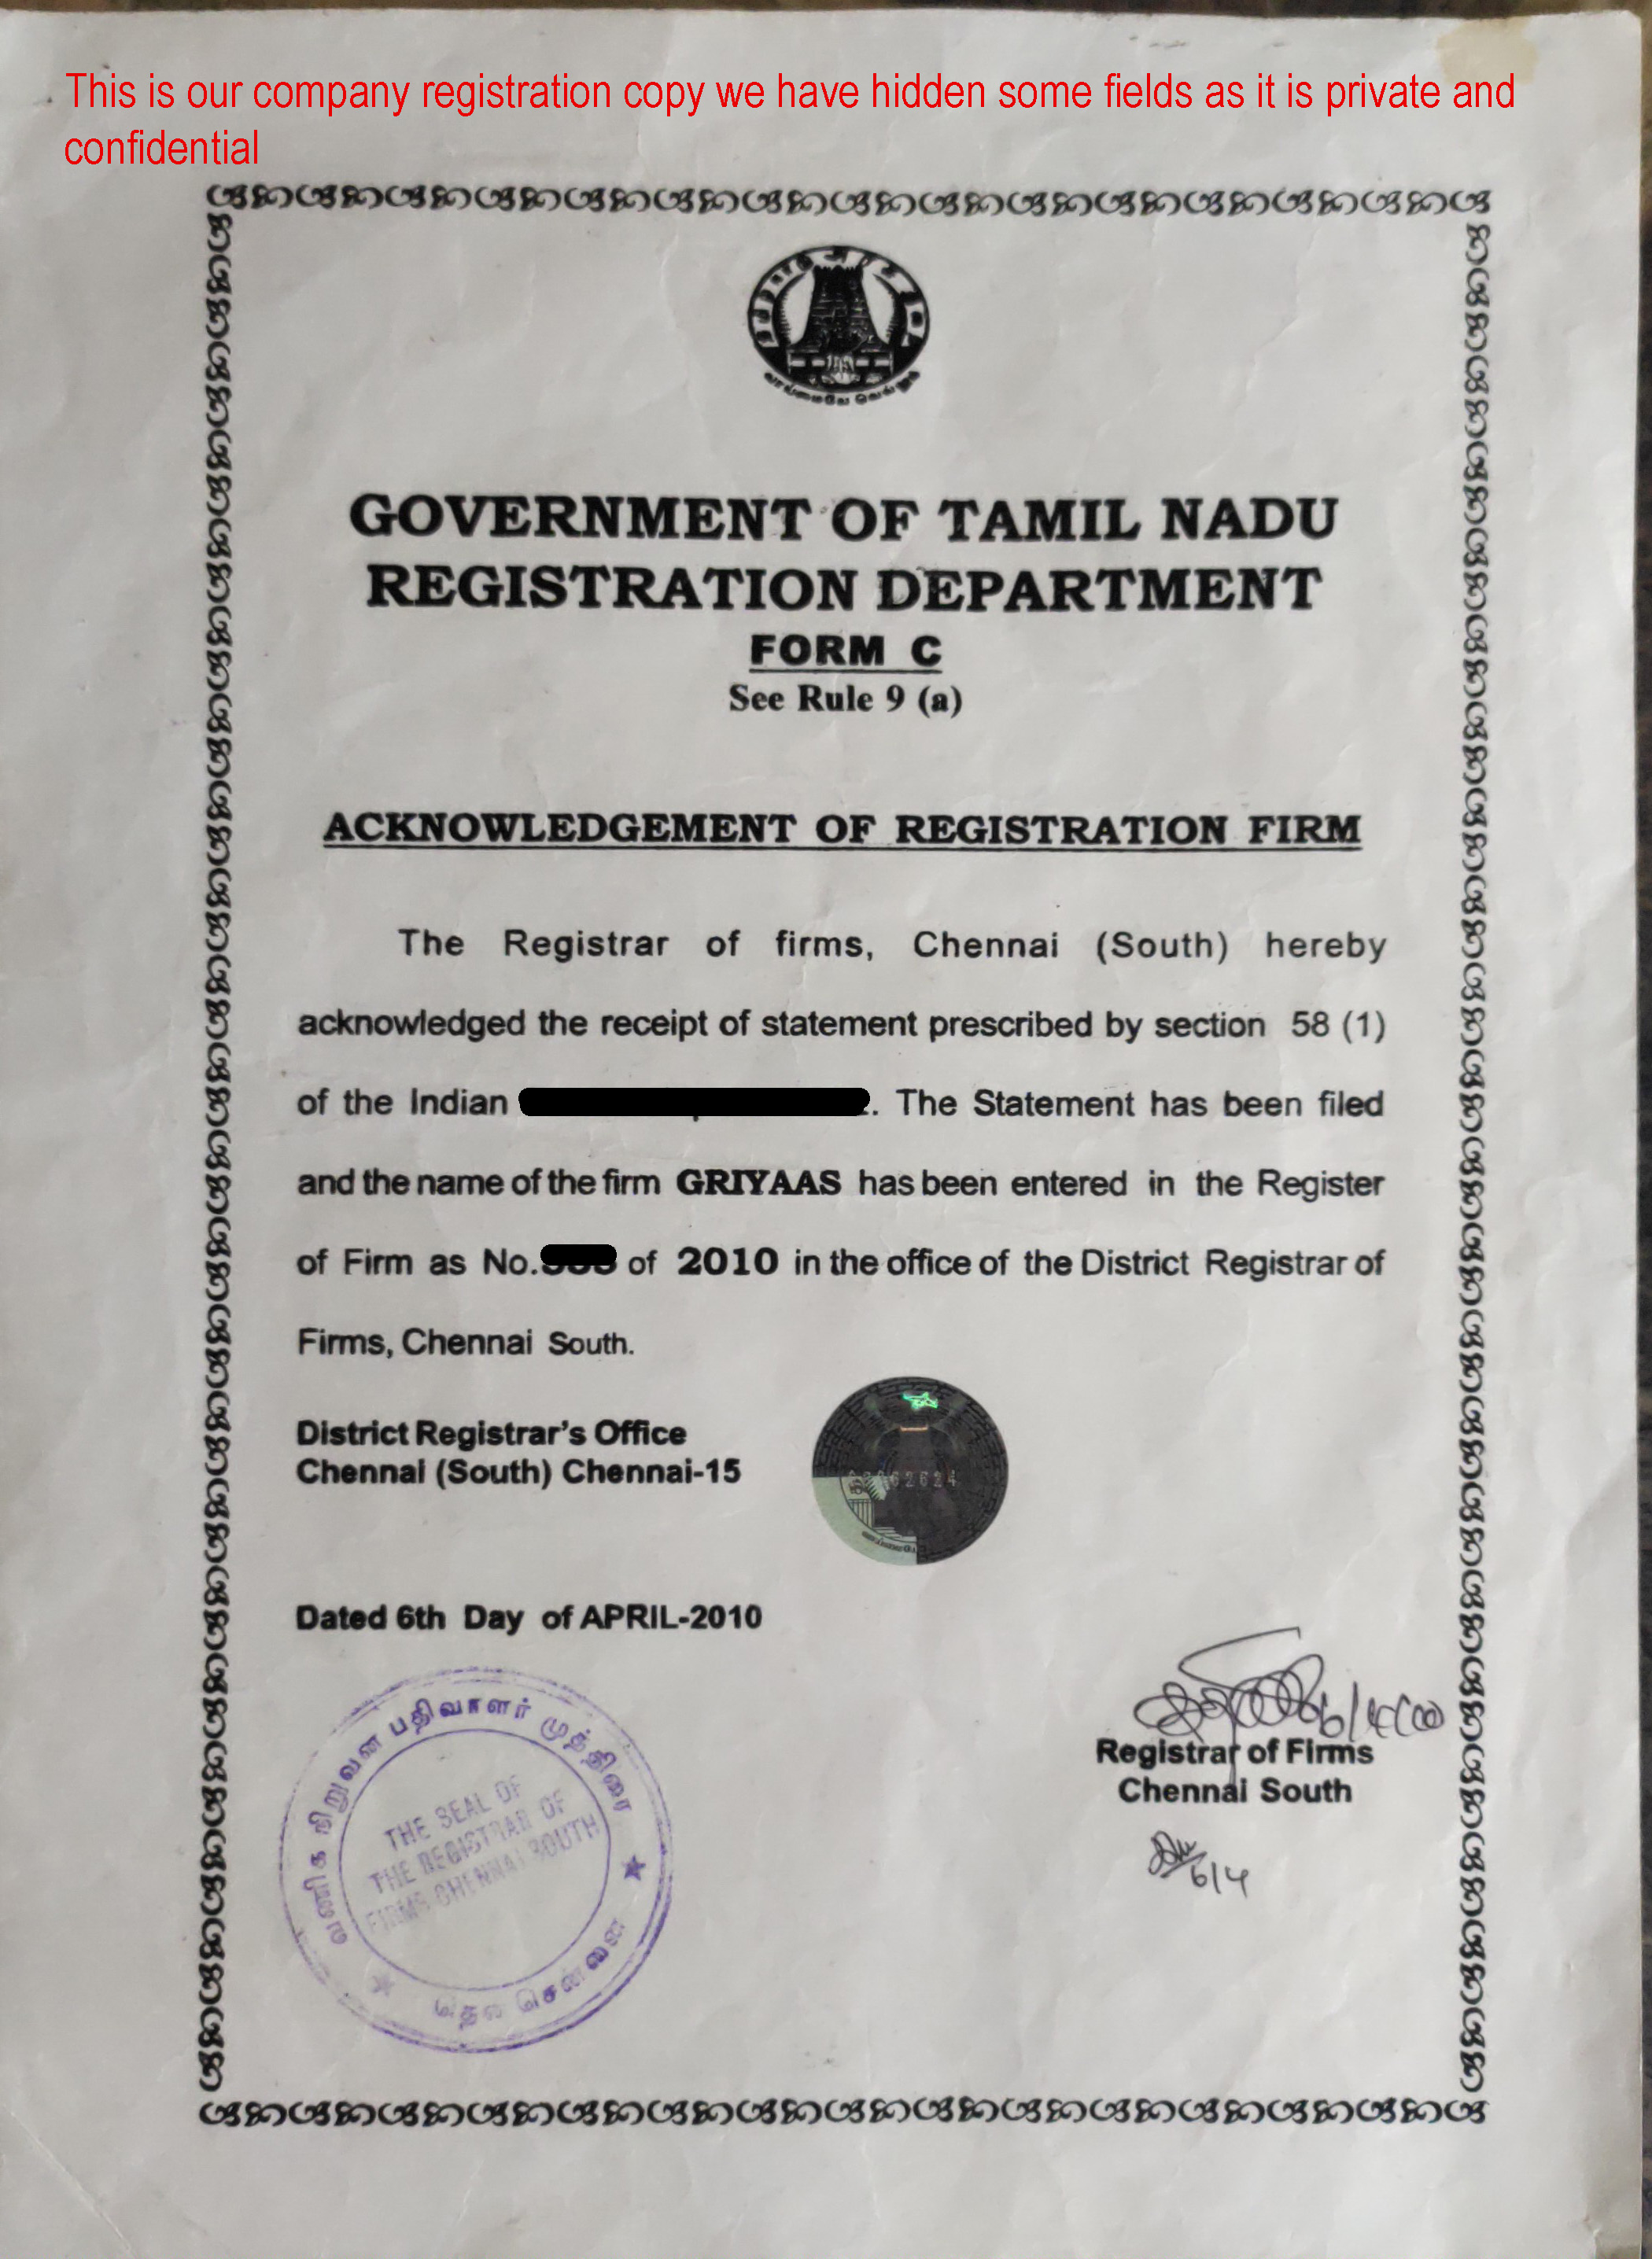 This is our company registration copy we have hidden some fields as it is private and
confidential
GOVERNMENT OF TAMIL NADU
REGISTRATION DEPARTMENT
FORM C
See Rule 9 (a)
ACKNOWLEDGEMENT OF REGISTRATION FIRM
The Registrar of firms, Chennai (South) hereby
acknowledged the receipt of statement prescribed by section 58 (1)
of the Indian . The Statement has been filed
and the name of the firm GRIYAAS has been entered in the Register
of Firm as No. of 2010 in the office of the District Registrar of
Firms, Chennai South.
District Registrar's Office
Chennai (South) Chennai-15
Dated 6th Day of APRIL-2010
6/4/10
Registrar of Firms
Chennai South
6/4
வணிக நிறுவன பதிவாளர் முத்திரை
THE SEAL OF
THE REGISTRAR OF
FIRMS CHENNAI SOUTH
சென்னை